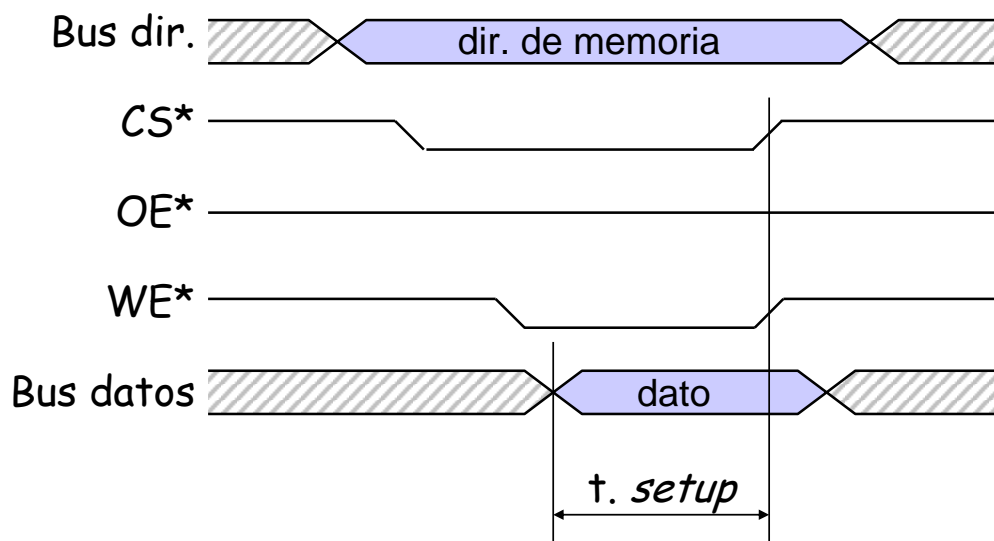 Bus dir.
dir. de memoria
CS*
OE*
WE*
Bus datos
dato
t. setup